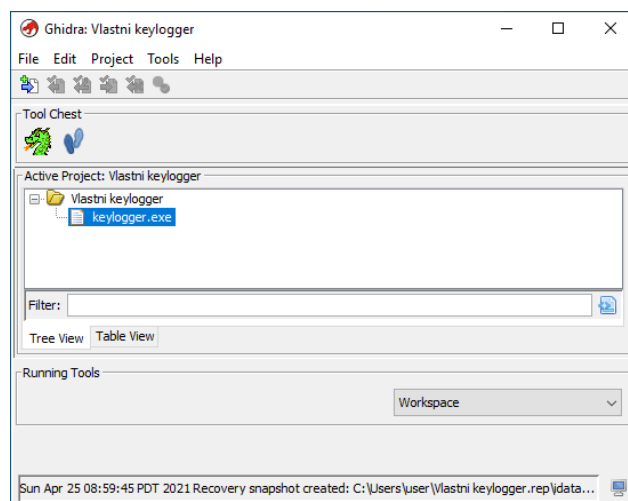 Ghidra: Vlastni keylogger
File Edit Project Tools Help
Tool Chest
Active Project: Vlastni keylogger
Vlastni keylogger
keylogger.exe
Filter:
Tree View Table View
Running Tools
Workspace
Sun Apr 25 08:59:45 PDT 2021 Recovery snapshot created: C:\Users\user\Vlastni keylogger.rep\idata...